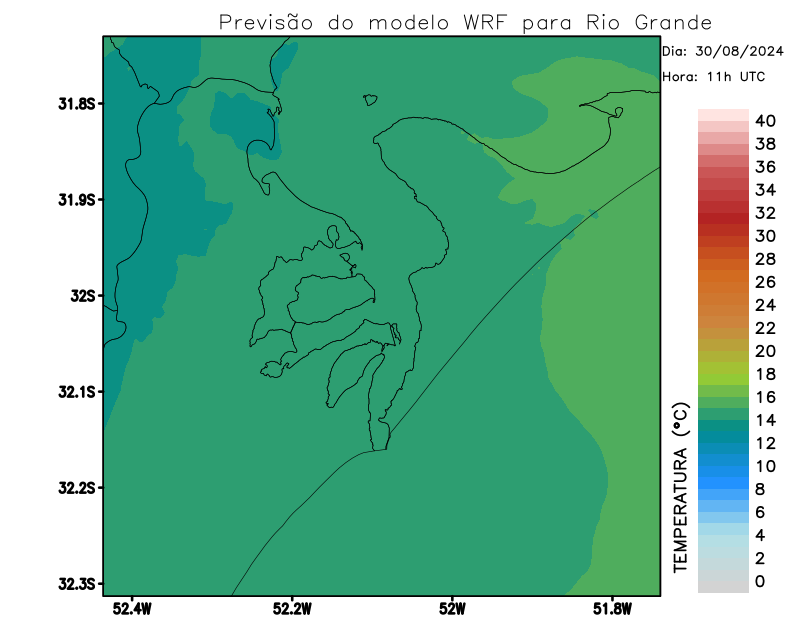 Previsão do modelo WRF para Rio Grande
Dia: 30/08/2024
Hora: 11h UTC
31.8S
31.9S
32S
32.1S
32.2S
32.3S
52.4W
52.2W
52W
51.8W
TEMPERATURA (°C)
40
38
36
34
32
30
28
26
24
22
20
18
16
14
12
10
8
6
4
2
0